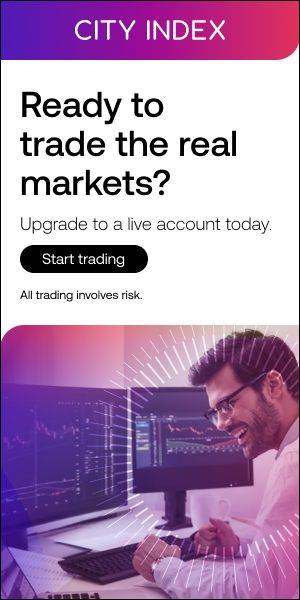 CITY INDEX
Ready to
trade the real
markets?
Upgrade to a live account today.
Start trading
All trading involves risk.